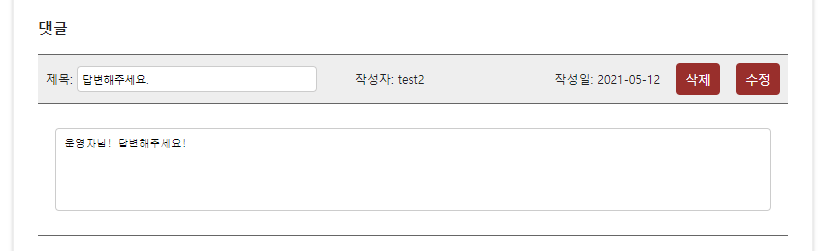 댓글
제목: 답변해주세요. 작성자: test2 작성일: 2021-05-12 삭제 수정
운영자님! 답변해주세요!